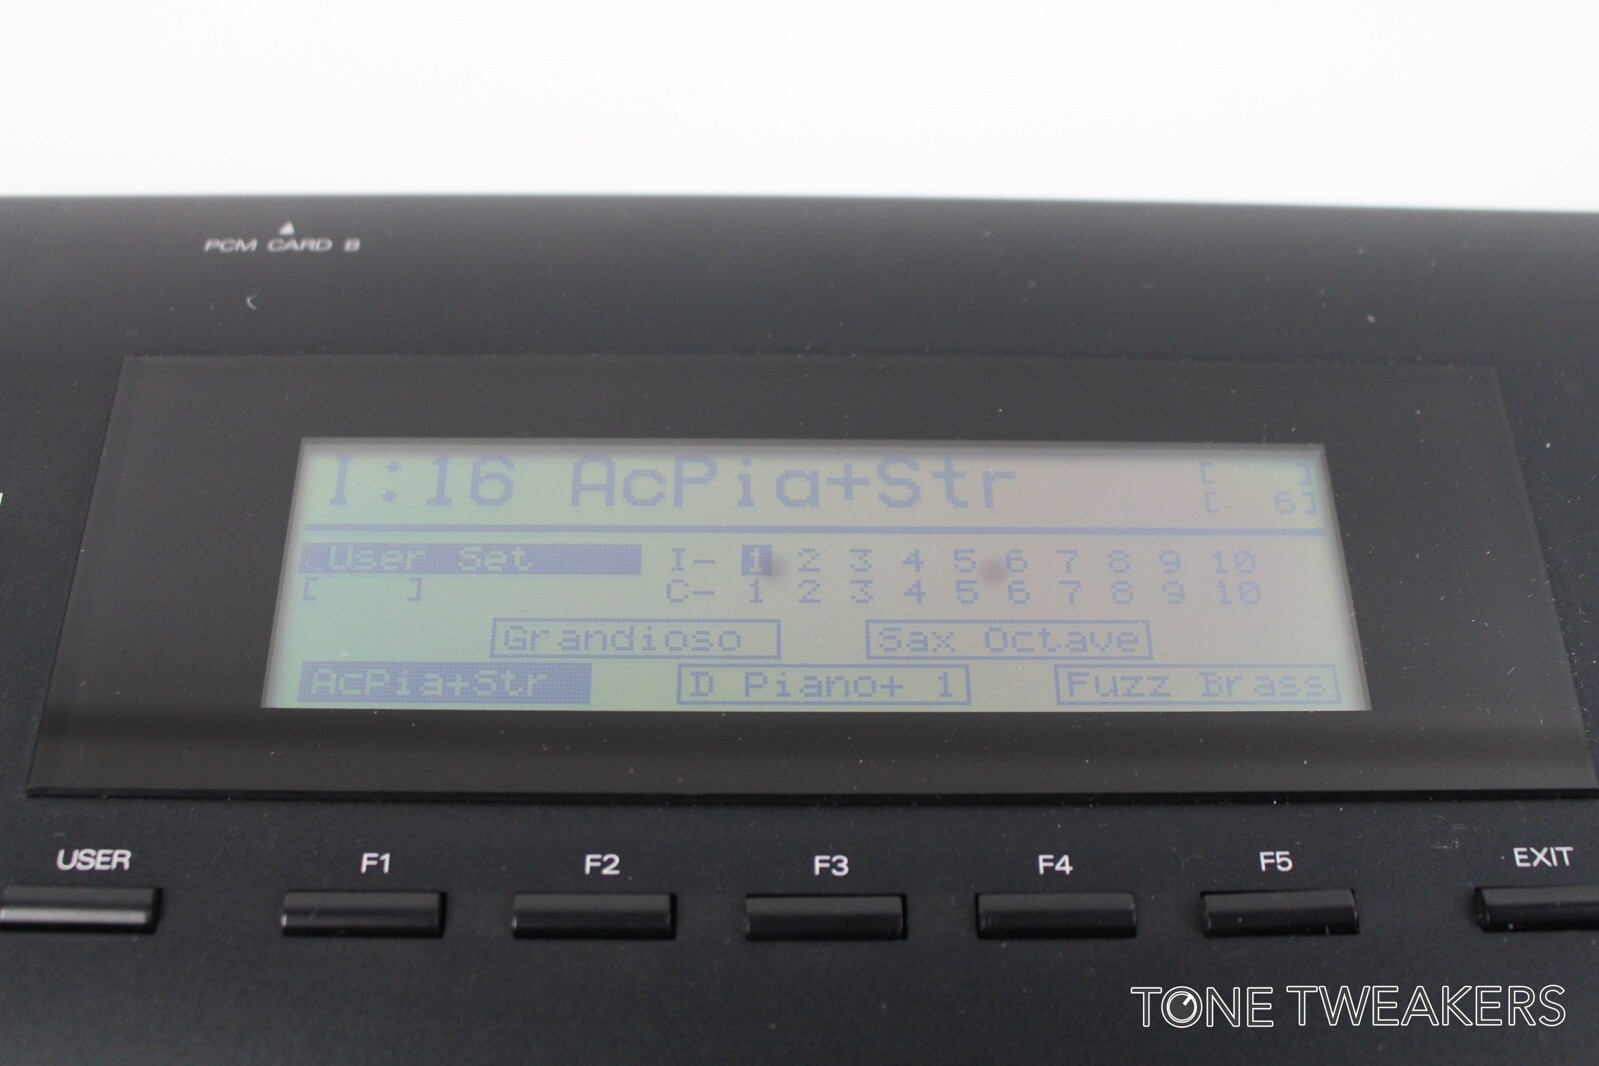 PCM CARD B
I:16 AcPia+Str [ ]
[ 6]
User Set I- 1 2 3 4 5 6 7 8 9 10
[ ] C- 1 2 3 4 5 6 7 8 9 10
Grandioso Sax Octave
AcPia+Str D Piano+ 1 Fuzz Brass
USER F1 F2 F3 F4 F5 EXIT
TONE TWEAKERS